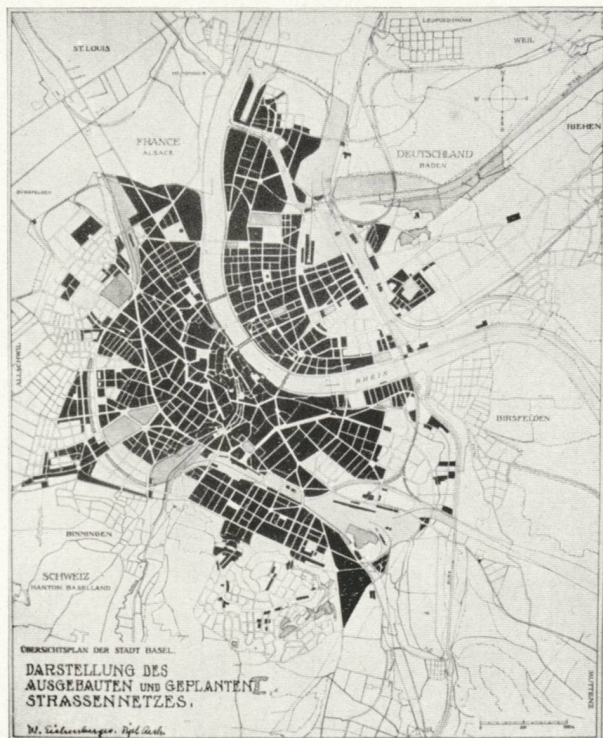 LEOPOLDSHÖHE
ST. LOUIS
WEIL
N
W
RIEHEN
FRANCE
ALSACE
DEUTSCHLAND
BADEN
ALLSCHWIL
RHEIN
BIRSFELDEN
BINNINGEN
SCHWEIZ
KANTON BASELLAND
MUTTENZ
ÜBERSICHTSPLAN DER STADT BASEL.
DARSTELLUNG DES
AUSGEBAUTEN UND GEPLANTEN
STRASSENNETZES.